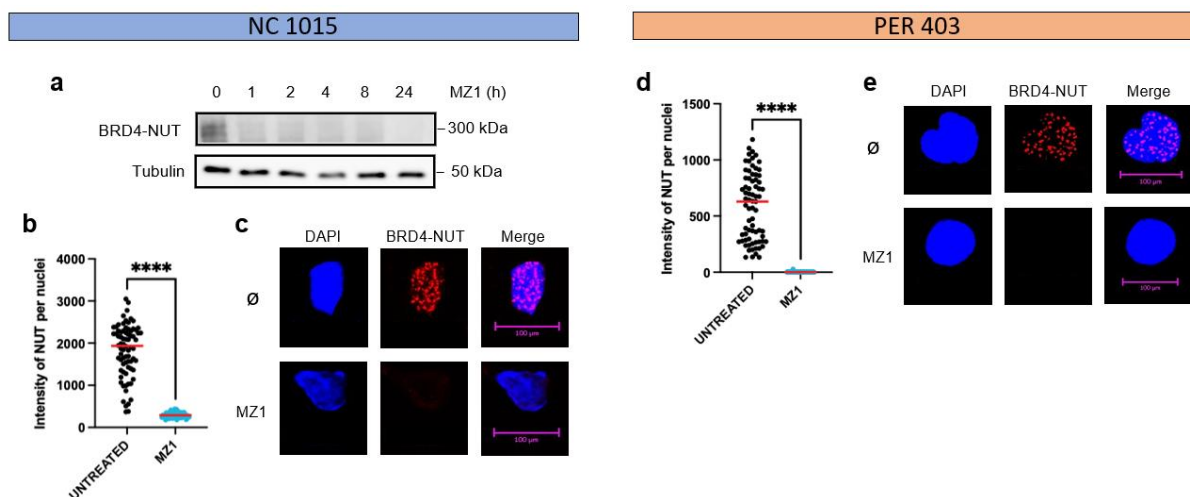 NC 1015
PER 403
a
0 1 2 4 8 24 MZ1 (h)
BRD4-NUT
300 kDa
Tubulin
50 kDa
b
Intensity of NUT per nuclei
4000
3000
2000
1000
0
****
UNTREATED
MZ1
c
DAPI BRD4-NUT Merge
Ø
100 µm
MZ1
100 µm
d
Intensity of NUT per nuclei
1500
1000
500
0
****
UNTREATED
MZ1
e
DAPI BRD4-NUT Merge
Ø
100 µm
MZ1
100 µm